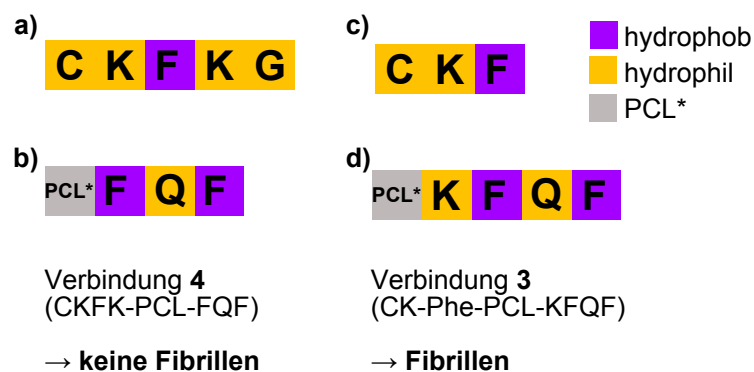 a)
C K F K G
c)
C K F
hydrophob
hydrophil
PCL*
b)
PCL* F Q F
d)
PCL* K F Q F
Verbindung 4
(CKFK-PCL-FQF)
→ keine Fibrillen
Verbindung 3
(CK-Phe-PCL-KFQF)
→ Fibrillen